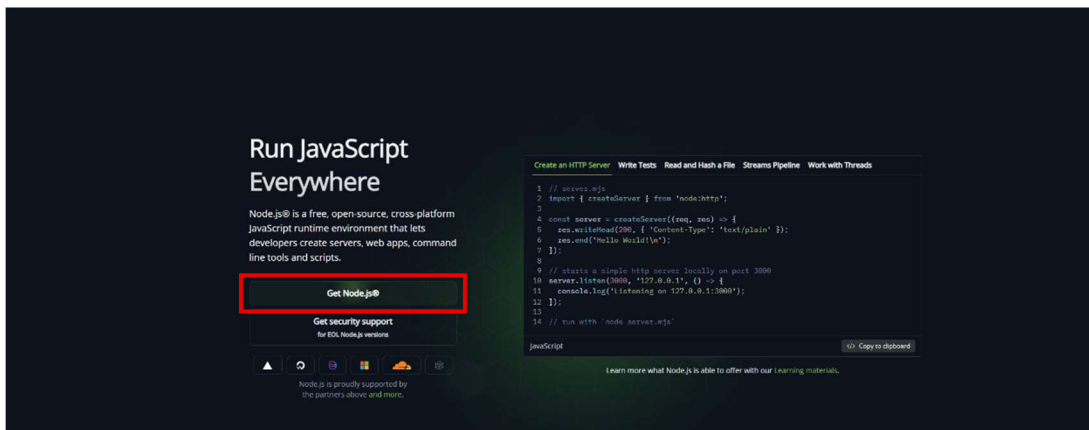 Run JavaScript
Everywhere
Node.js® is a free, open-source, cross-platform
JavaScript runtime environment that lets
developers create servers, web apps, command
line tools and scripts.
Get Node.js®
Get security support
for EOL Node.js versions
Node.js is proudly supported by
the partners above and more.
Create an HTTP Server Write Tests Read and Hash a File Streams Pipeline Work with Threads
1 // server.mjs
2 import { createServer } from 'node:http';
3
4 const server = createServer((req, res) => {
5 res.writeHead(200, { 'Content-Type': 'text/plain' });
6 res.end('Hello World!\n');
7 });
8
9 // starts a simple http server locally on port 3000
10 server.listen(3000, '127.0.0.1', () => {
11 console.log('Listening on 127.0.0.1:3000');
12 });
13
14 // run with `node server.mjs`
JavaScript
</> Copy to clipboard
Learn more what Node.js is able to offer with our Learning materials.